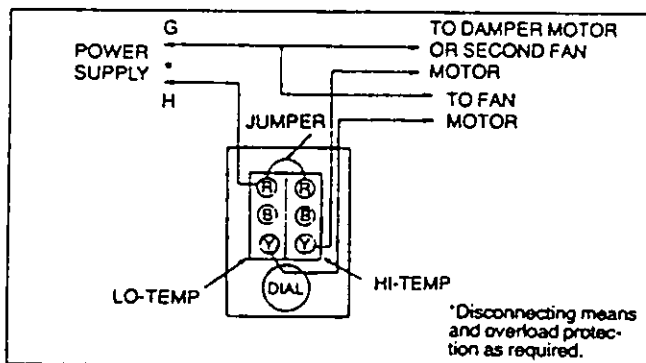 G
TO DAMPER MOTOR
POWER
OR SECOND FAN
SUPPLY
*
MOTOR
H
TO FAN
JUMPER
MOTOR
R R
B B
Y Y
LO-TEMP
DIAL
HI-TEMP
*Disconnecting means
and overload protec-
tion as required.